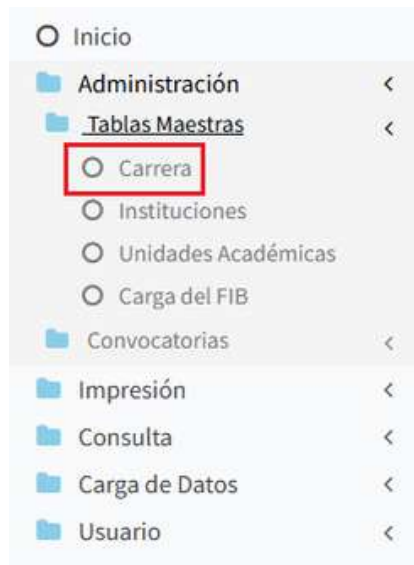 Inicio
Administración
Tablas Maestras
Carrera
Instituciones
Unidades Académicas
Carga del FIB
Convocatorias
Impresión
Consulta
Carga de Datos
Usuario